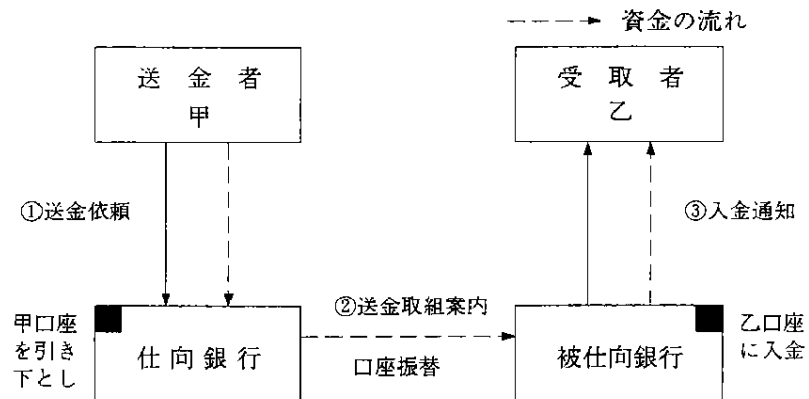 資金の流れ
送金者
甲
受取者
乙
①送金依頼
③入金通知
②送金取組案内
甲口座
を引き
下とし
仕向銀行
口座振替
被仕向銀行
乙口座
に入金